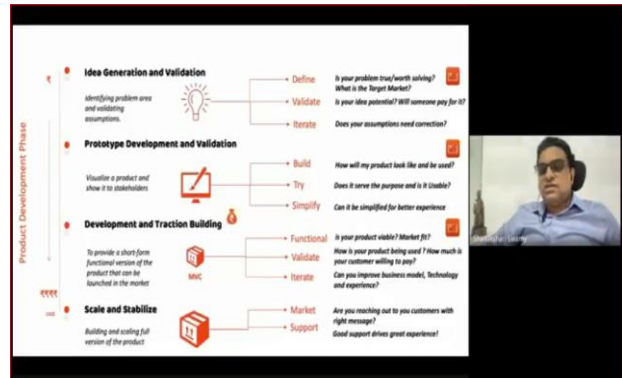 Product Development Phase
₹
₹₹₹₹
Idea Generation and Validation
Identifying problem area
and validating
assumptions.
Define
Is your problem true/worth solving?
What is the Target Market?
Validate
Is your idea potential? Will someone pay for it?
Iterate
Does your assumptions need correction?
Prototype Development and Validation
Visualize a product and
show it to stakeholders
Build
How will my product look like and be used?
Try
Does it serve the purpose and is it Usable?
Simplify
Can it be simplified for better experience
Development and Traction Building
To provide a short-form
functional version of the
product that can be
launched in the market
MVC
Functional
Is your product viable? Market fit?
Validate
How is your product being used ? How much is
your customer willing to pay?
Iterate
Can you improve business model, Technology
and experience?
Scale and Stabilize
Building and scaling full
version of the product
Market
Are you reaching out to you customers with
right message?
Support
Good support drives great experience!